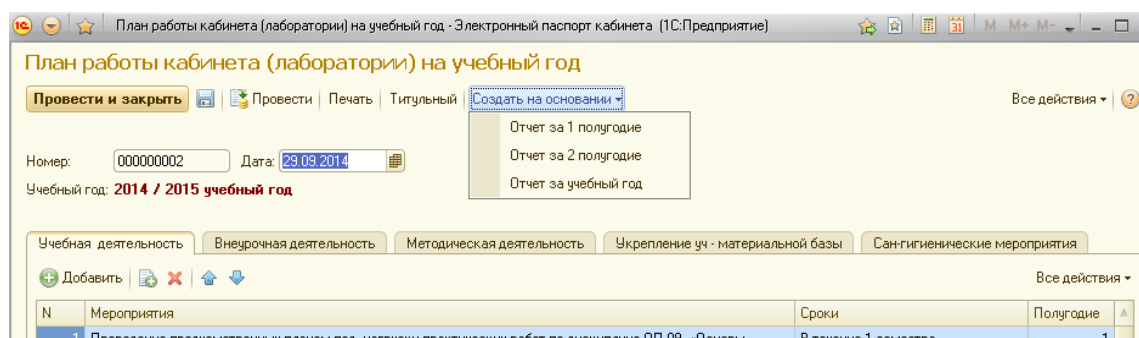 План работы кабинета (лаборатории) на учебный год - Электронный паспорт кабинета (1С:Предприятие) M M+ M-
План работы кабинета (лаборатории) на учебный год
Провести и закрыть Провести Печать Титульный Создать на основании Все действия
Отчет за 1 полугодие
Отчет за 2 полугодие
Отчет за учебный год
Номер: 000000002 Дата: 29.09.2014
Учебный год: 2014 / 2015 учебный год
Учебная деятельность Внеурочная деятельность Методическая деятельность Укрепление уч - материальной базы Сан-гигиенические мероприятия
Добавить Все действия
N Мероприятия Сроки Полугодие